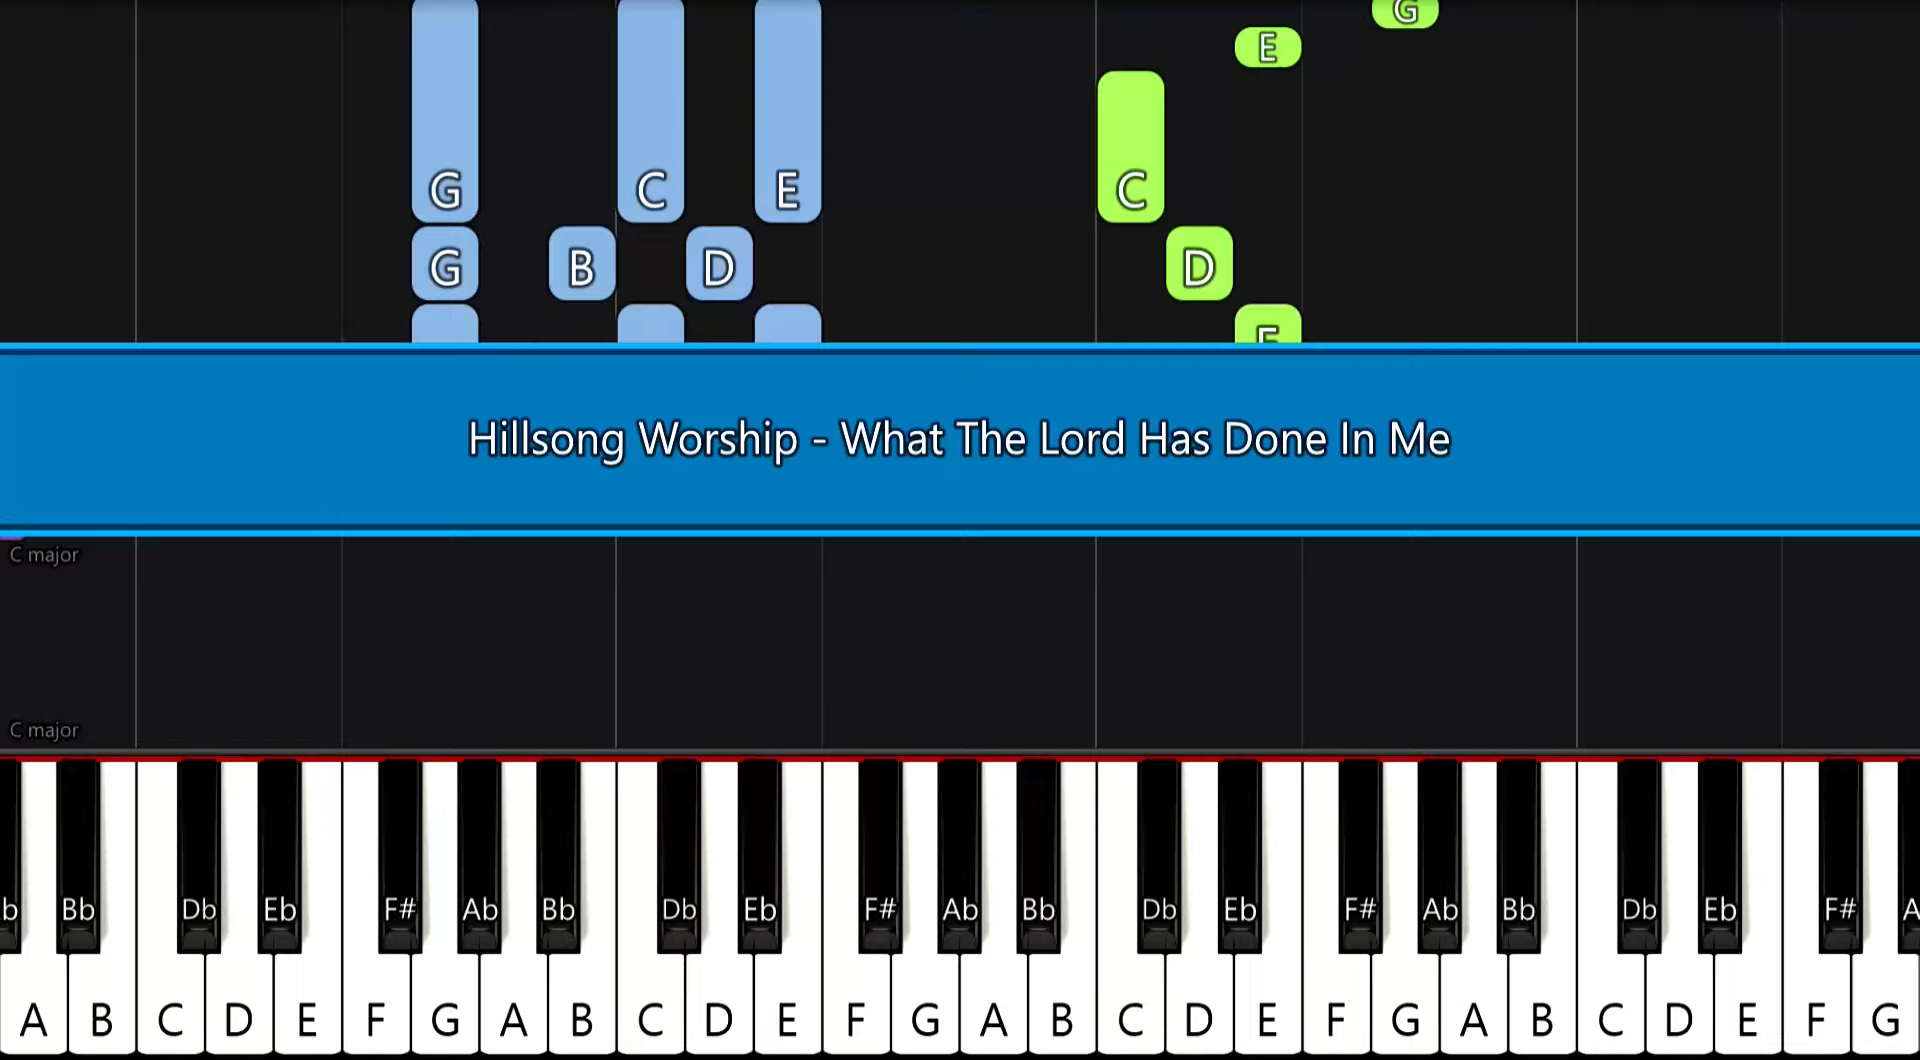 G
E
G C E C
G B D D
E
Hillsong Worship - What The Lord Has Done In Me
C major
C major
b Bb Db Eb F# Ab Bb Db Eb F# Ab Bb Db Eb F# Ab Bb Db Eb F# A
A B C D E F G A B C D E F G A B C D E F G A B C D E F G